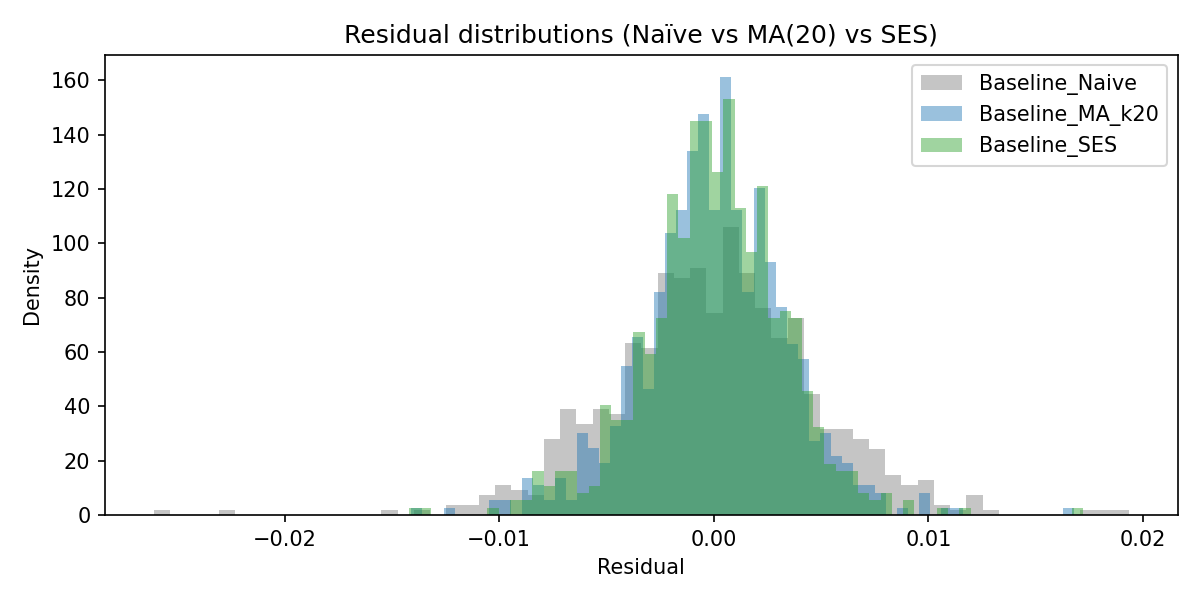 Residual distributions (Naïve vs MA(20) vs SES)
Baseline_Naive
Baseline_MA_k20
Baseline_SES
Density
160
140
120
100
80
60
40
20
0
−0.02
−0.01
0.00
0.01
0.02
Residual